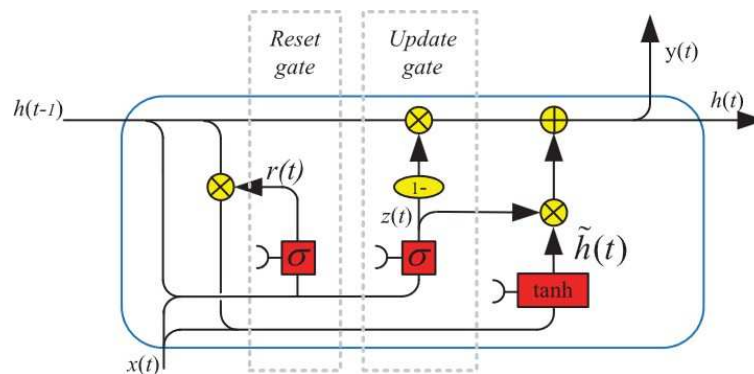 Reset
gate
Update
gate
y(t)
h(t-1)
h(t)
r(t)
1-
z(t)
σ
σ
h̃(t)
tanh
x(t)